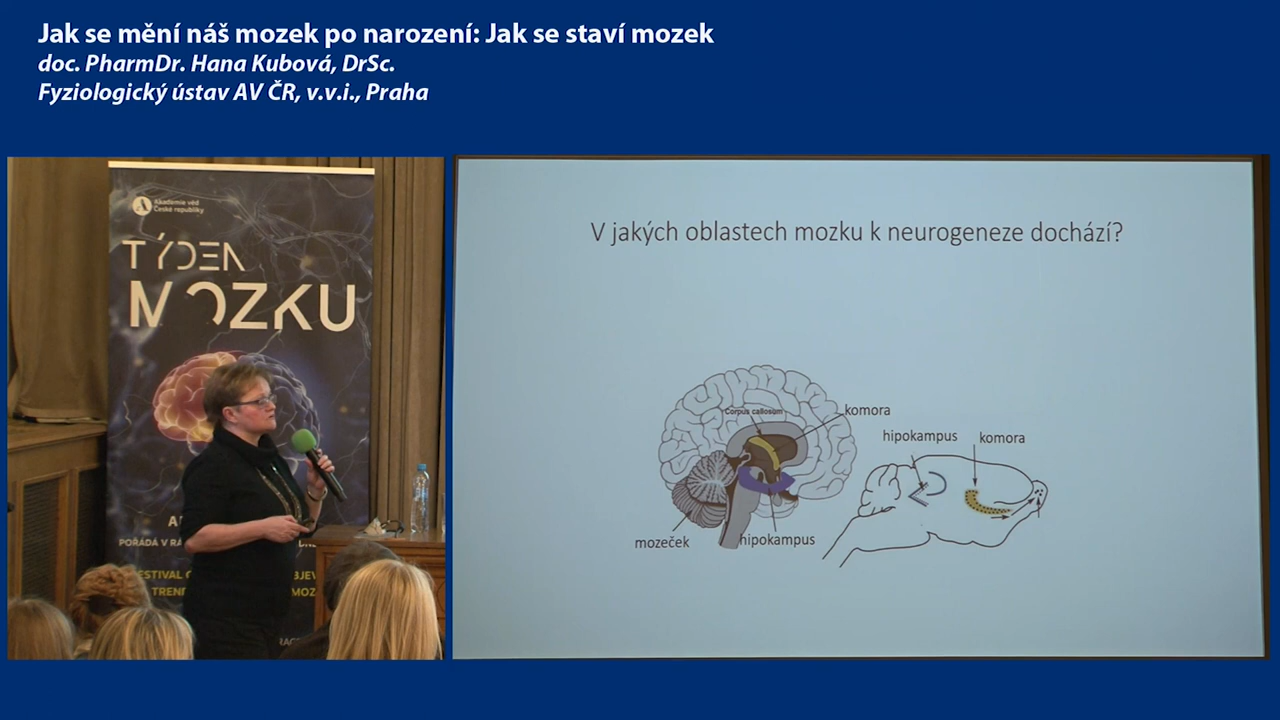 Jak se mění náš mozek po narození: Jak se staví mozek
doc. PharmDr. Hana Kubová, DrSc.
Fyziologický ústav AV ČR, v.v.i., Praha
Akademie věd
České republiky
TÝDEN
MOZKU
POŘÁDÁ V
V jakých oblastech mozku k neurogeneze dochází?
Corpus callosum
komora
hipokampus
komora
mozeček
hipokampus